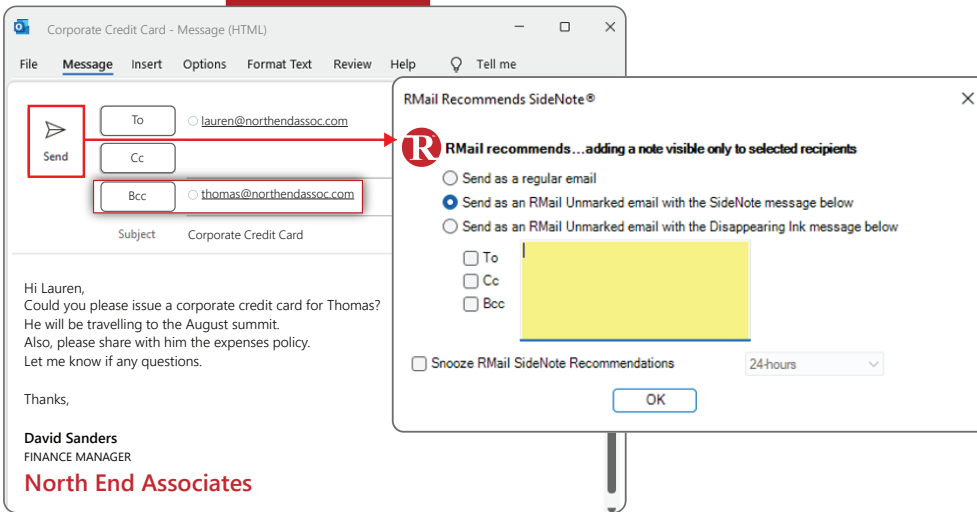 Corporate Credit Card - Message (HTML)
File Message Insert Options Format Text Review Help Tell me
Send
To lauren@northendassoc.com
Cc
Bcc thomas@northendassoc.com
Subject Corporate Credit Card
Hi Lauren,
Could you please issue a corporate credit card for Thomas?
He will be travelling to the August summit.
Also, please share with him the expenses policy.
Let me know if any questions.
Thanks,
David Sanders
FINANCE MANAGER
North End Associates
RMail Recommends SideNote®
R RMail recommends...adding a note visible only to selected recipients
Send as a regular email
Send as an RMail Unmarked email with the SideNote message below
Send as an RMail Unmarked email with the Disappearing Ink message below
To
Cc
Bcc
Snooze RMail SideNote Recommendations 24-hours
OK